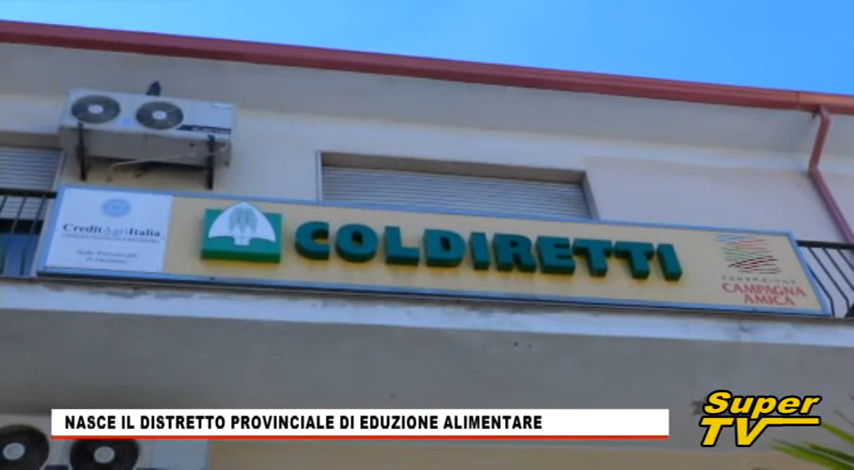 CreditAgriItalia
COLDIRETTI
CAMPAGNA
AMICA
NASCE IL DISTRETTO PROVINCIALE DI EDUZIONE ALIMENTARE
Super
TV